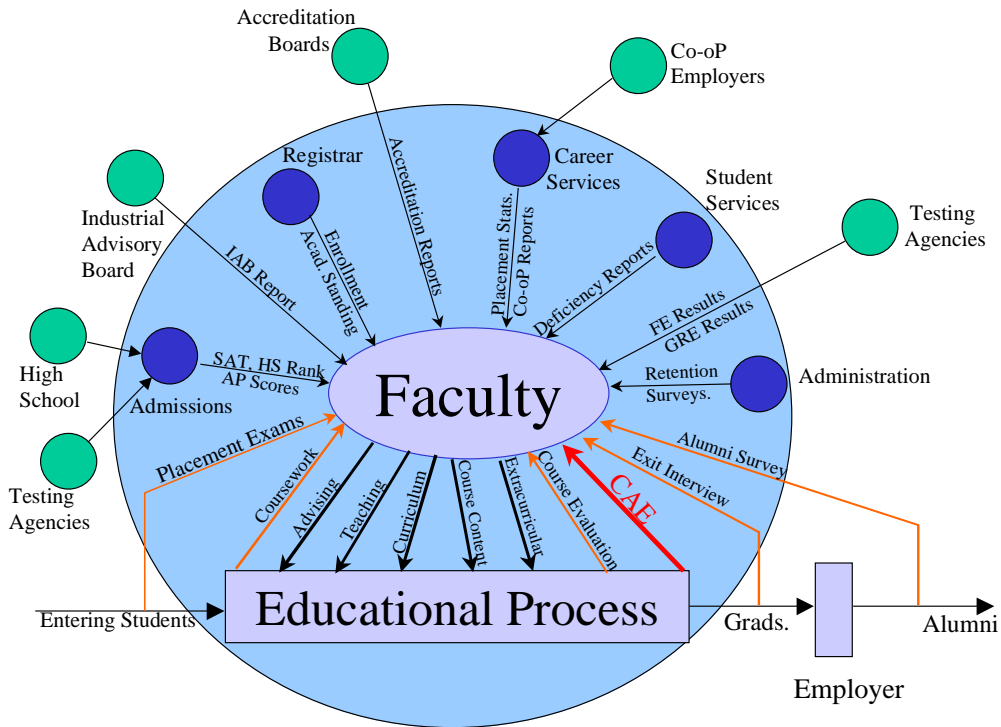 Accreditation
Boards
Co-oP
Employers
Registrar
Career
Services
Student
Services
Testing
Agencies
Industrial
Advisory
Board
Accreditation Reports
Enrollment
Acad. Standing
Placement Stats.
Co-oP Reports
IAB Report
Deficiency Reports
FE Results
GRE Results
High
School
Admissions
SAT, HS Rank
AP Scores
Faculty
Retention
Surveys.
Administration
Testing
Agencies
Placement Exams
Coursework
Advising
Teaching
Curriculum
Course Content
Extracurricular
Course Evaluation
CAE
Exit Interview
Alumni Survey
Entering Students
Educational Process
Grads.
Alumni
Employer